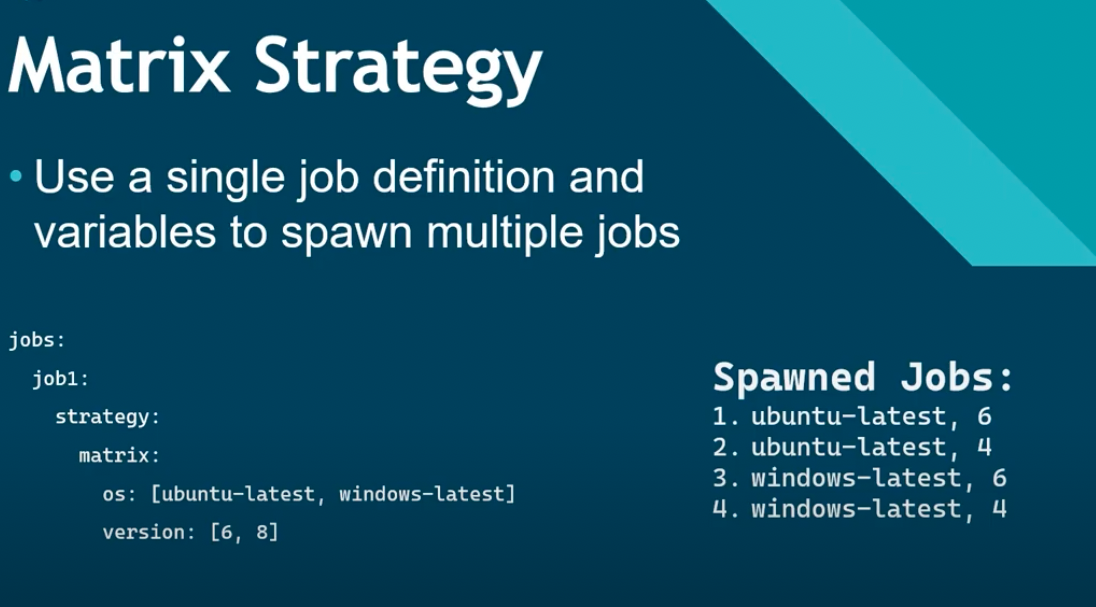 Matrix Strategy
• Use a single job definition and
variables to spawn multiple jobs
jobs:
  job1:
    strategy:
      matrix:
        os: [ubuntu-latest, windows-latest]
        version: [6, 8]
Spawned Jobs:
1. ubuntu-latest, 6
2. ubuntu-latest, 4
3. windows-latest, 6
4. windows-latest, 4